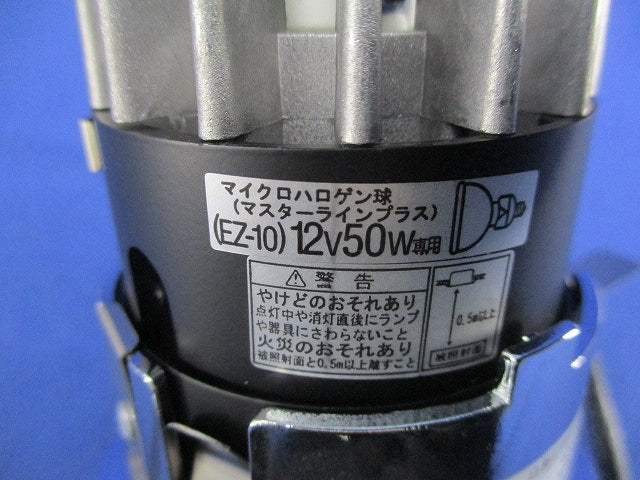 マイクロハロゲン球
(マスターラインプラス)
(EZ-10) 12V50W専用
⚠警告
やけどのおそれあり
点灯中や消灯直後にランプ
や器具にさわらないこと
火災のおそれあり
被照射面と0.5m以上離すこと
0.5m以上
被照射面